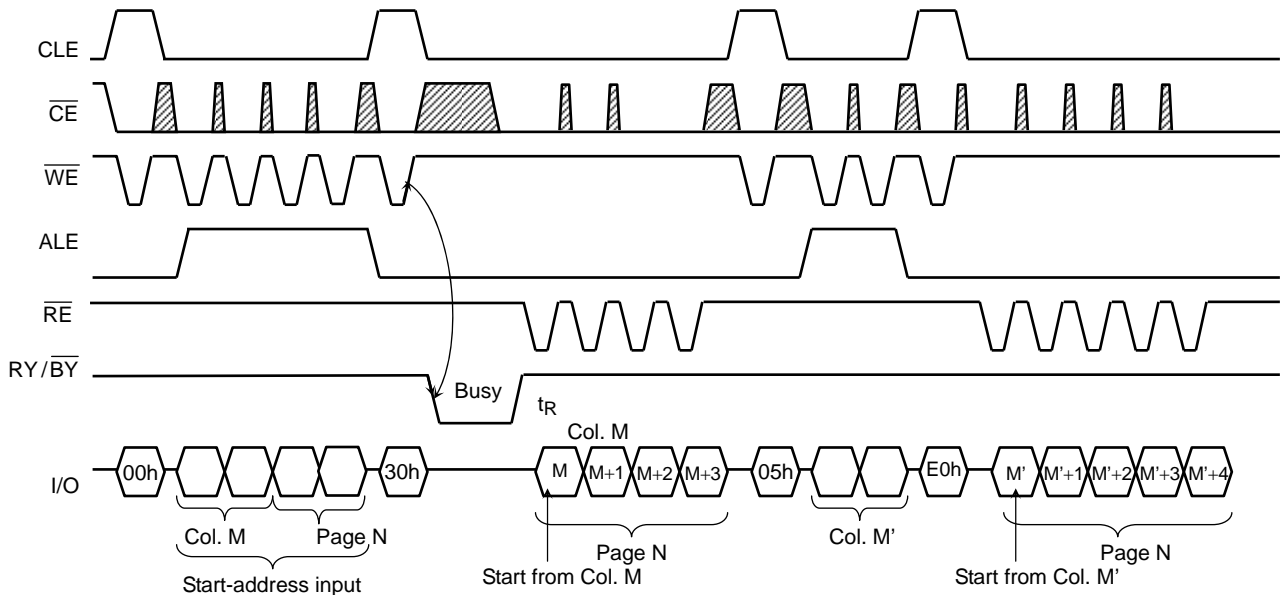 CLE
CE
WE
ALE
RE
RY/BY
Busy
tR
Col. M
I/O
00h
30h
M
M+1
M+2
M+3
05h
E0h
M'
M'+1
M'+2
M'+3
M'+4
Col. M
Page N
Start-address input
Page N
Start from Col. M
Col. M'
Page N
Start from Col. M'